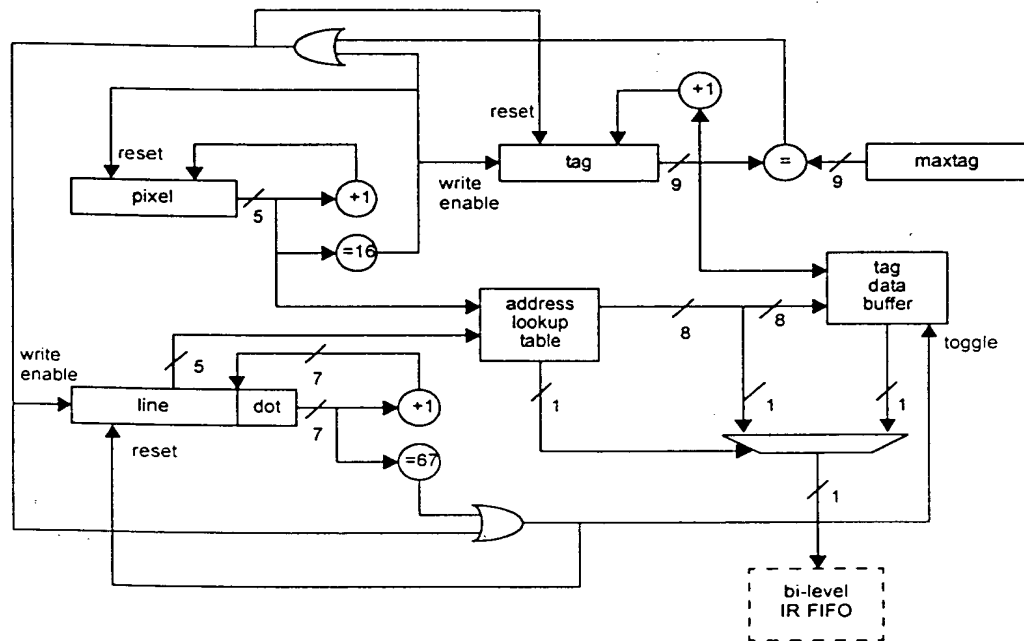 +1
reset
tag
=
maxtag
write
enable
9
9
reset
pixel
+1
5
=16
tag
data
buffer
address
lookup
table
8
8
toggle
write
enable
5
7
line
dot
+1
7
1
1
1
reset
=67
1
bi-level
IR FIFO